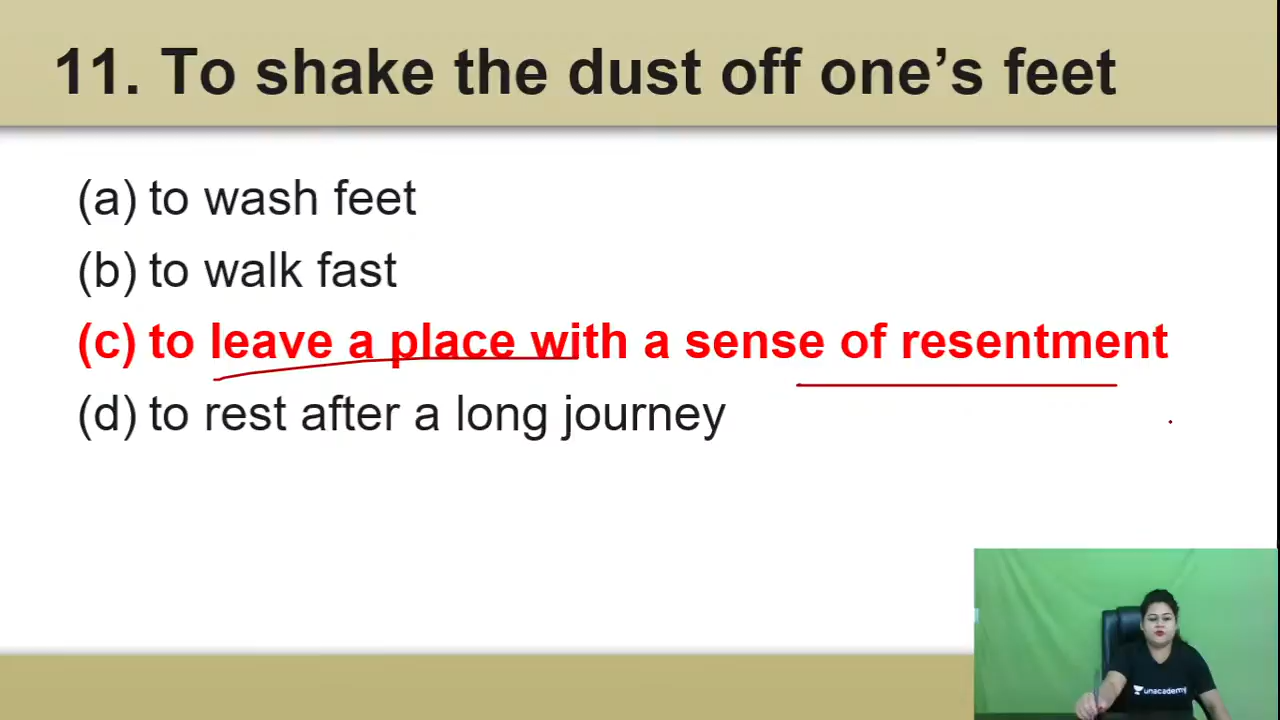 11. To shake the dust off one’s feet
(a) to wash feet
(b) to walk fast
(c) to leave a place with a sense of resentment
(d) to rest after a long journey
unacademy